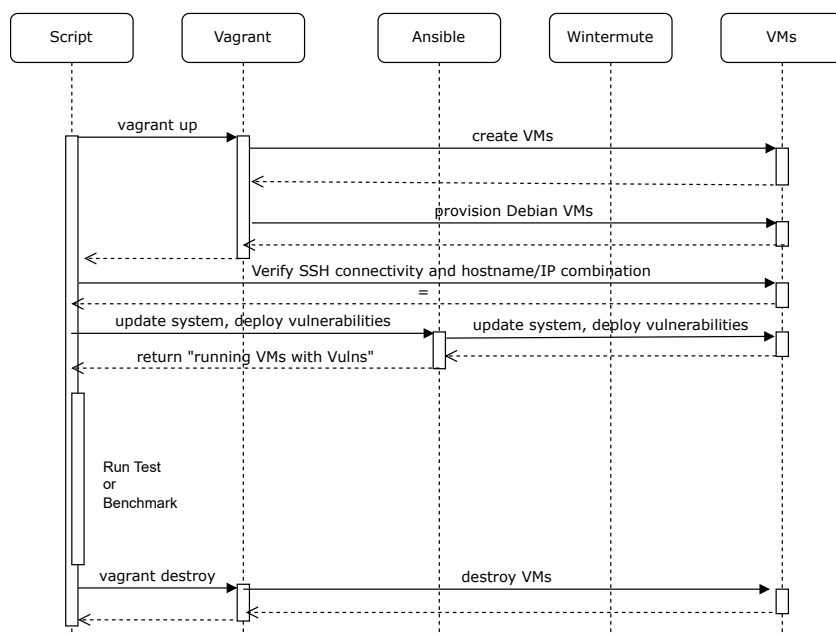 Script
Vagrant
Ansible
Wintermute
VMs
vagrant up
create VMs
provision Debian VMs
Verify SSH connectivity and hostname/IP combination
=
update system, deploy vulnerabilities
update system, deploy vulnerabilities
return "running VMs with Vulns"
Run Test
or
Benchmark
vagrant destroy
destroy VMs